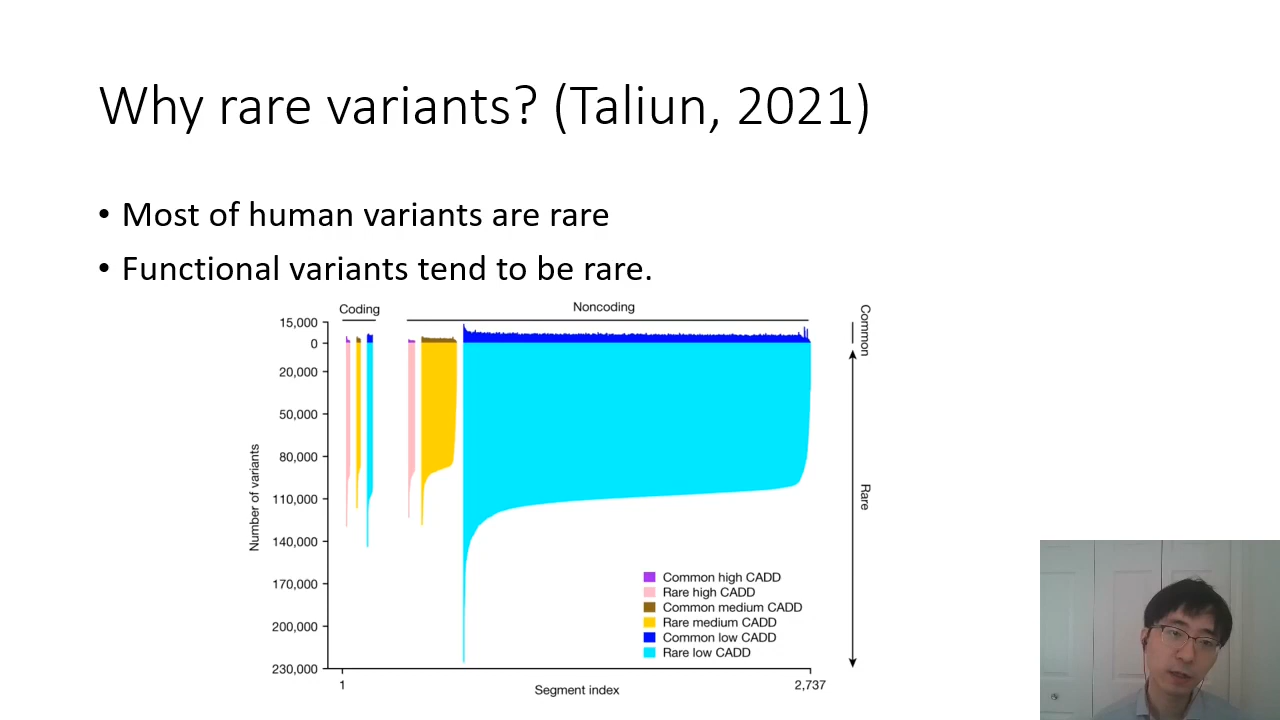 Why rare variants? (Taliun, 2021)
• Most of human variants are rare
• Functional variants tend to be rare.
Coding
Noncoding
Common
Rare
Number of variants
15,000
0
20,000
50,000
80,000
110,000
140,000
170,000
200,000
230,000
Common high CADD
Rare high CADD
Common medium CADD
Rare medium CADD
Common low CADD
Rare low CADD
1
2,737
Segment index